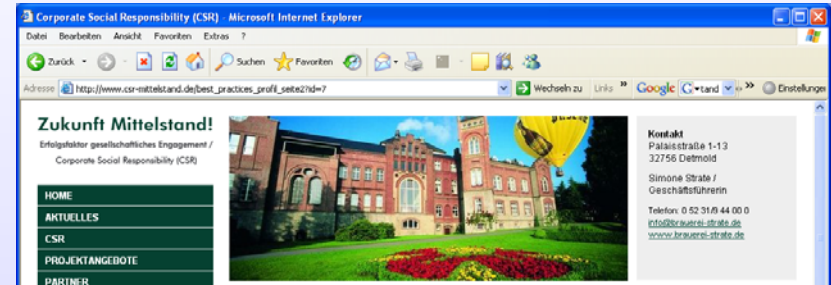 Corporate Social Responsibility (CSR) - Microsoft Internet Explorer
Datei Bearbeiten Ansicht Favoriten Extras ?
Zurück Suchen Favoriten
Adresse http://www.csr-mittelstand.de/best_practices_profil_seite2?id=7 Wechseln zu Links » Google G tand » Einstellungen
Zukunft Mittelstand!
Erfolgsfaktor gesellschaftliches Engagement /
Corporate Social Responsibility (CSR)
HOME
AKTUELLES
CSR
PROJEKTANGEBOTE
PARTNER
Kontakt
Palaisstraße 1-13
32756 Detmold
Simone Strate /
Geschäftsführerin
Telefon: 0 52 31/9 44 00 0
info@brauerei-strate.de
www.brauerei-strate.de